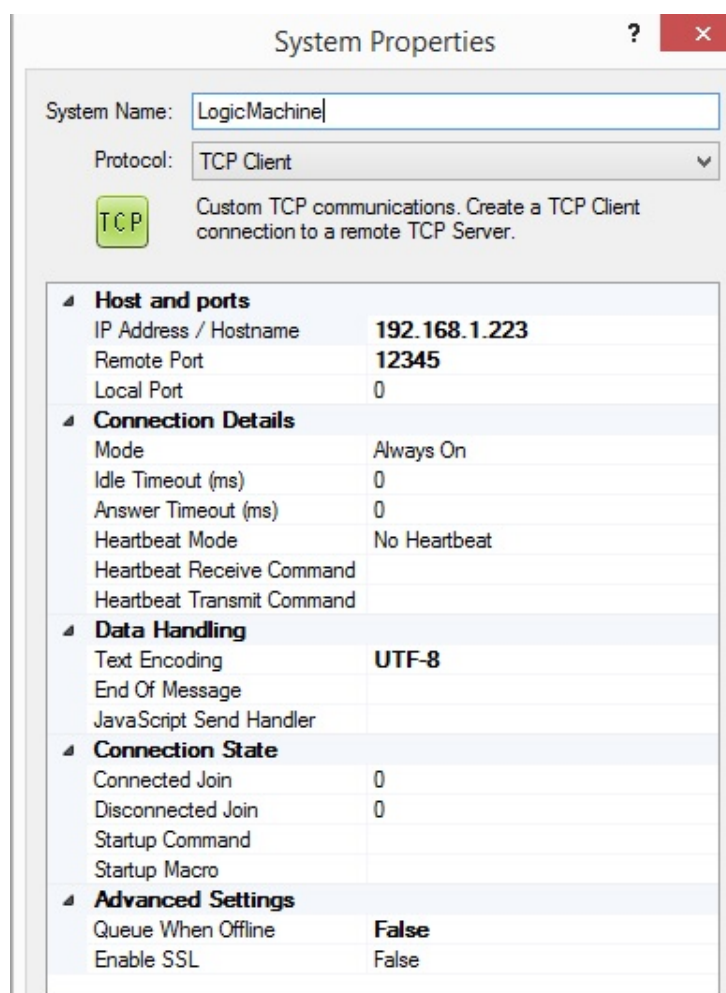 System Properties ? ×
System Name: LogicMachine
Protocol: TCP Client
TCP
Custom TCP communications. Create a TCP Client
connection to a remote TCP Server.
Host and ports
IP Address / Hostname 192.168.1.223
Remote Port 12345
Local Port 0
Connection Details
Mode Always On
Idle Timeout (ms) 0
Answer Timeout (ms) 0
Heartbeat Mode No Heartbeat
Heartbeat Receive Command
Heartbeat Transmit Command
Data Handling
Text Encoding UTF-8
End Of Message
JavaScript Send Handler
Connection State
Connected Join 0
Disconnected Join 0
Startup Command
Startup Macro
Advanced Settings
Queue When Offline False
Enable SSL False